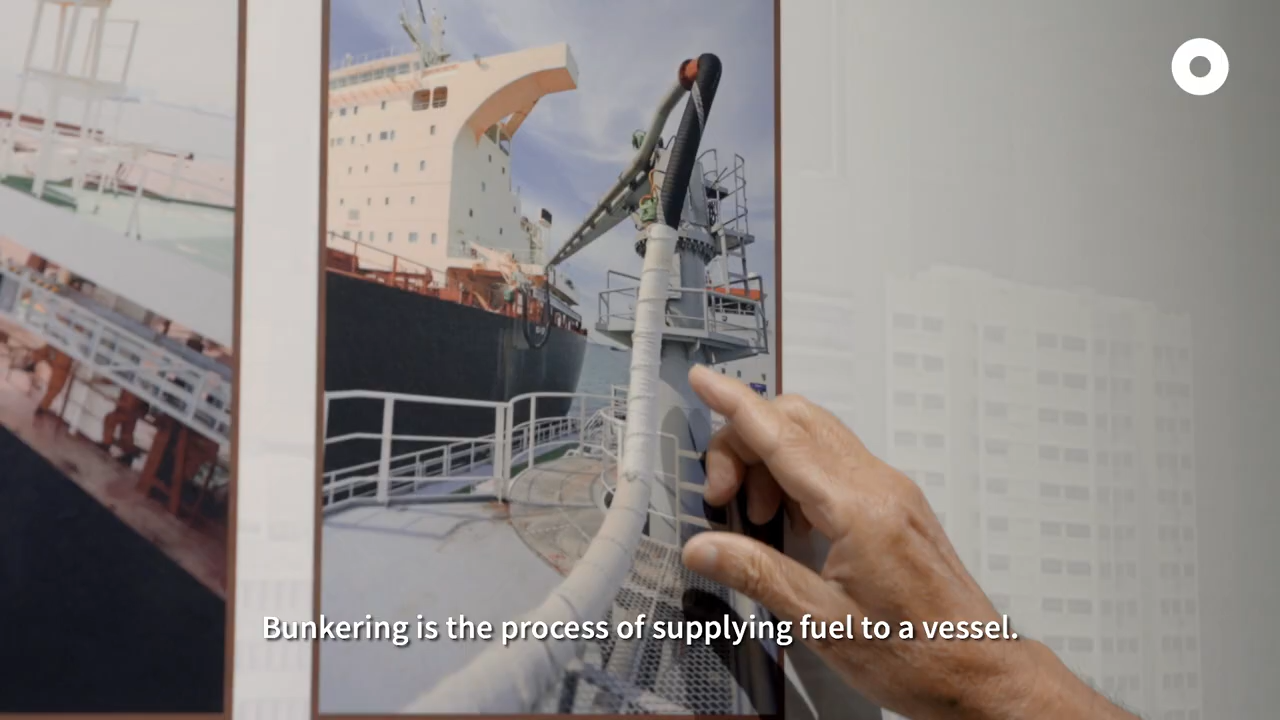 Bunkering is the process of supplying fuel to a vessel.